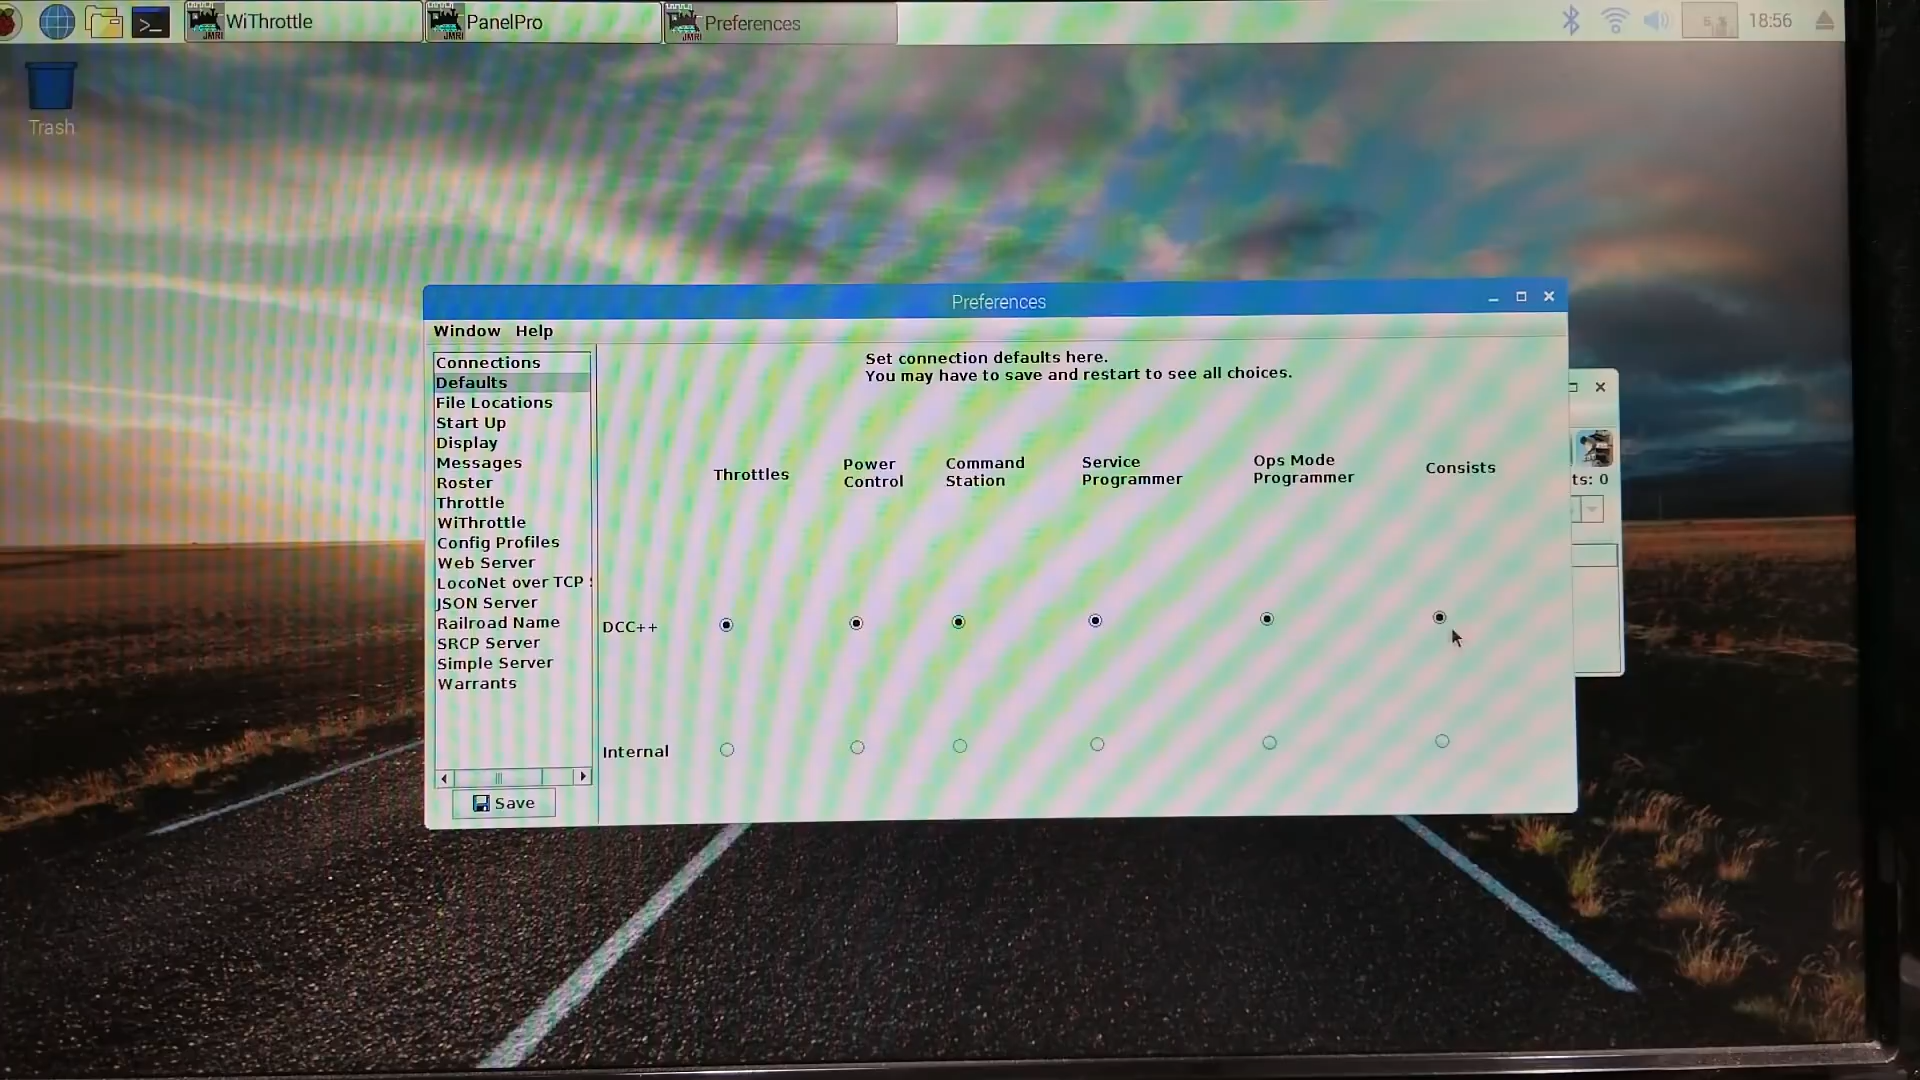 WiThrottle
PanelPro
Preferences
18:56
JMRI
JMRI
JMRI
Trash
Preferences
Window Help
Connections
Defaults
File Locations
Start Up
Display
Messages
Roster
Throttle
WiThrottle
Config Profiles
Web Server
LocoNet over TCP
JSON Server
Railroad Name
SRCP Server
Simple Server
Warrants
Save
Set connection defaults here.
You may have to save and restart to see all choices.
Throttles
Power
Control
Command
Station
Service
Programmer
Ops Mode
Programmer
Consists
DCC++
Internal
ts: 0